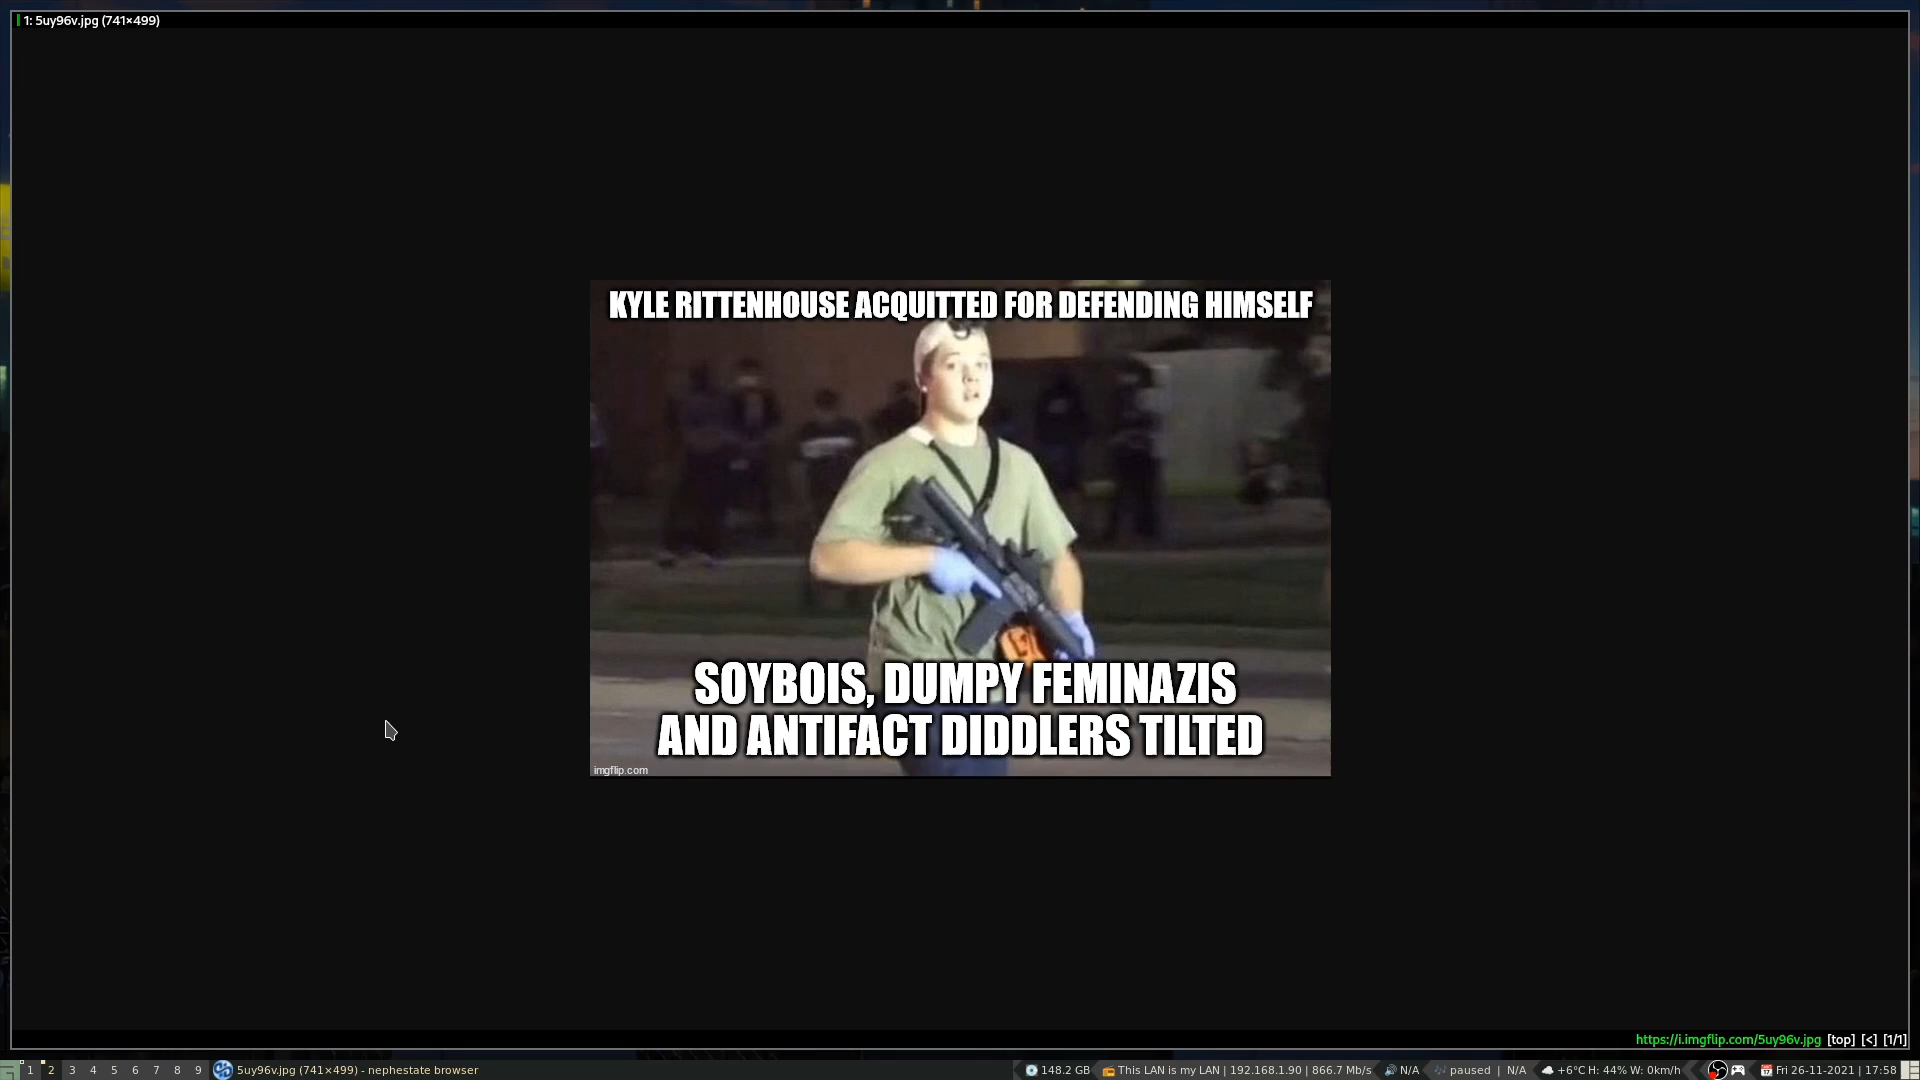 1: 5uy96v.jpg (741×499)
KYLE RITTENHOUSE ACQUITTED FOR DEFENDING HIMSELF
SOYBOIS, DUMPY FEMINAZIS
AND ANTIFACT DIDDLERS TILTED
imgflip.com
https://i.imgflip.com/5uy96v.jpg [top] [<] [1/1]
1 2 3 4 5 6 7 8 9 5uy96v.jpg (741×499) - nephestate browser 148.2 GB This LAN is my LAN | 192.168.1.90 | 866.7 Mb/s N/A paused | N/A +6°C H: 44% W: 0km/h Fri 26-11-2021 | 17:58